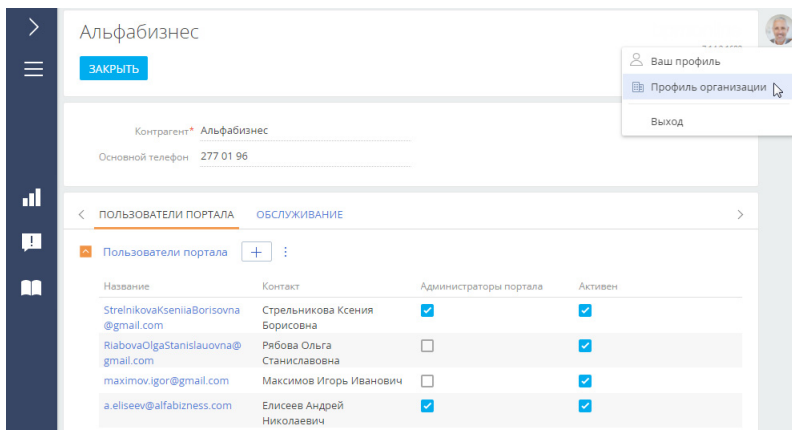 Альфабизнес
ЗАКРЫТЬ
Ваш профиль
Профиль организации
Выход
Контрагент* Альфабизнес
Основной телефон 277 01 96
ПОЛЬЗОВАТЕЛИ ПОРТАЛА ОБСЛУЖИВАНИЕ
Пользователи портала
Название Контакт Администраторы портала Активен
StrelnikovaKseniiaBorisovna Стрельникова Ксения
@gmail.com Борисовна
RiabovaOlgaStanislauovna@ Рябова Ольга
gmail.com Станиславовна
maximov.igor@gmail.com Максимов Игорь Иванович
a.eliseev@alfabizness.com Елисеев Андрей
Николаевич